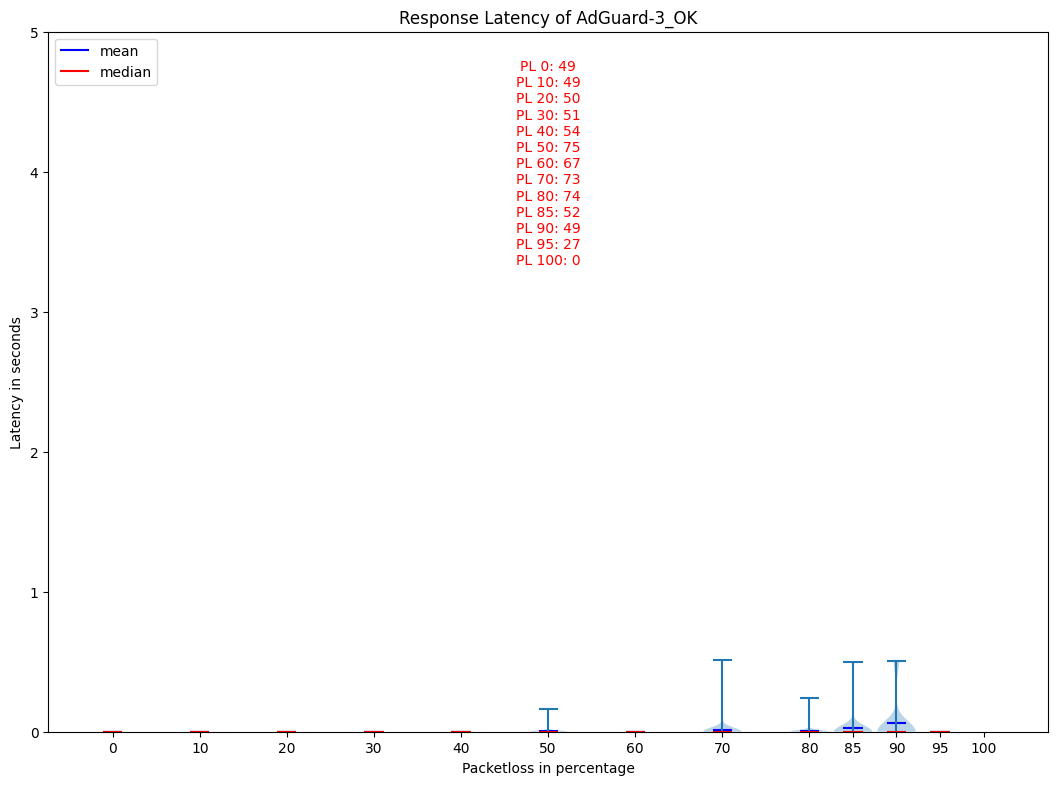 Response Latency of AdGuard-3_OK
mean
median
PL 0: 49
PL 10: 49
PL 20: 50
PL 30: 51
PL 40: 54
PL 50: 75
PL 60: 67
PL 70: 73
PL 80: 74
PL 85: 52
PL 90: 49
PL 95: 27
PL 100: 0
Latency in seconds
5
4
3
2
1
0
0 10 20 30 40 50 60 70 80 85 90 95 100
Packetloss in percentage